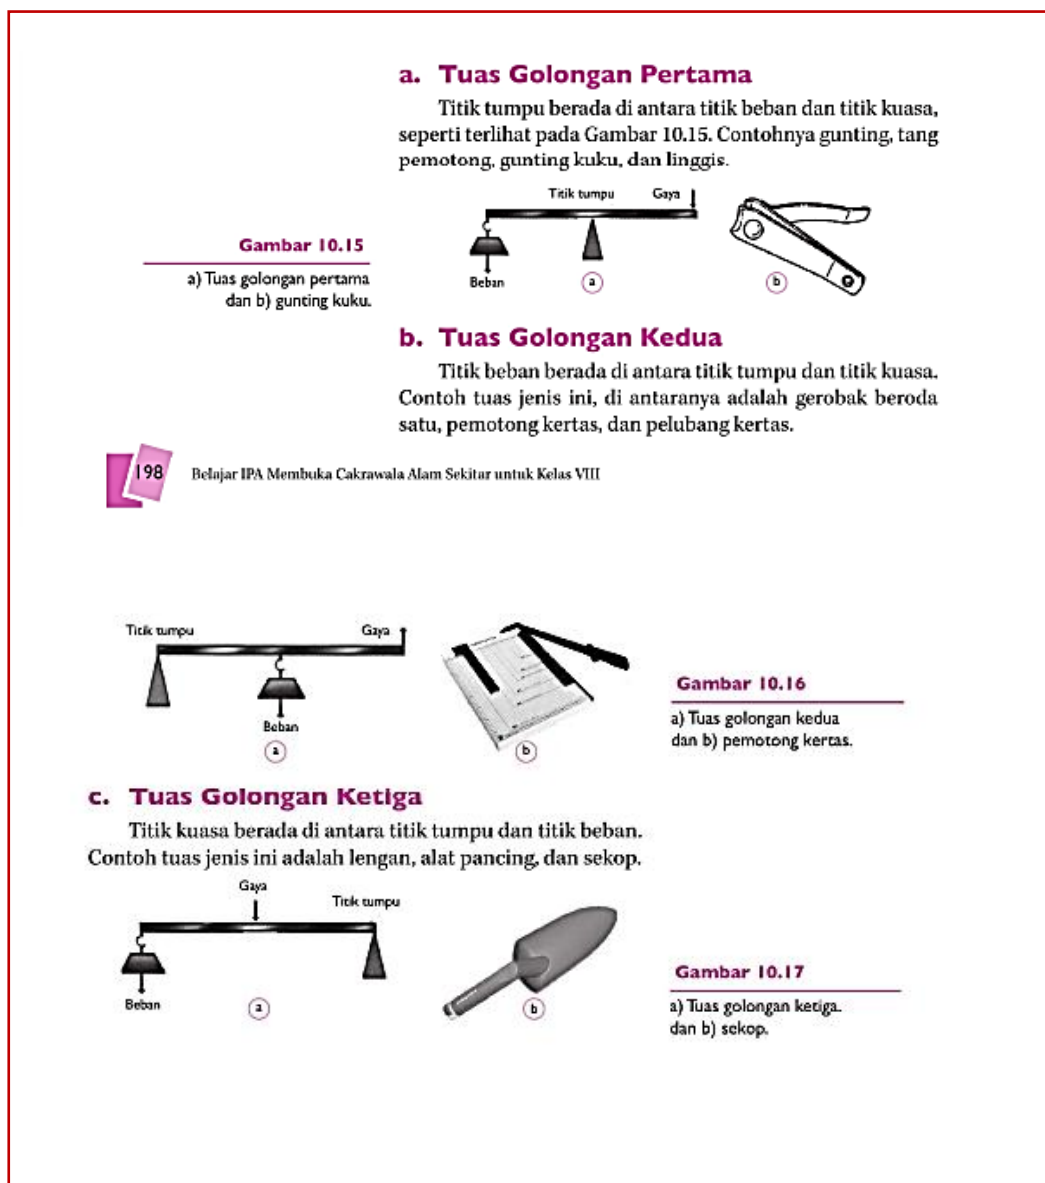 a. Tuas Golongan Pertama
Titik tumpu berada di antara titik beban dan titik kuasa,
seperti terlihat pada Gambar 10.15. Contohnya gunting, tang
pemotong, gunting kuku, dan linggis.
Titik tumpu
Gaya
Beban
a
b
Gambar 10.15
a) Tuas golongan pertama
dan b) gunting kuku.
b. Tuas Golongan Kedua
Titik beban berada di antara titik tumpu dan titik kuasa.
Contoh tuas jenis ini, di antaranya adalah gerobak beroda
satu, pemotong kertas, dan pelubang kertas.
198
Belajar IPA Membuka Cakrawala Alam Sekitar untuk Kelas VIII
Titik tumpu
Gaya
Beban
a
b
Gambar 10.16
a) Tuas golongan kedua
dan b) pemotong kertas.
c. Tuas Golongan Ketiga
Titik kuasa berada di antara titik tumpu dan titik beban.
Contoh tuas jenis ini adalah lengan, alat pancing, dan sekop.
Gaya
Titik tumpu
Beban
a
b
Gambar 10.17
a) Tuas golongan ketiga.
dan b) sekop.